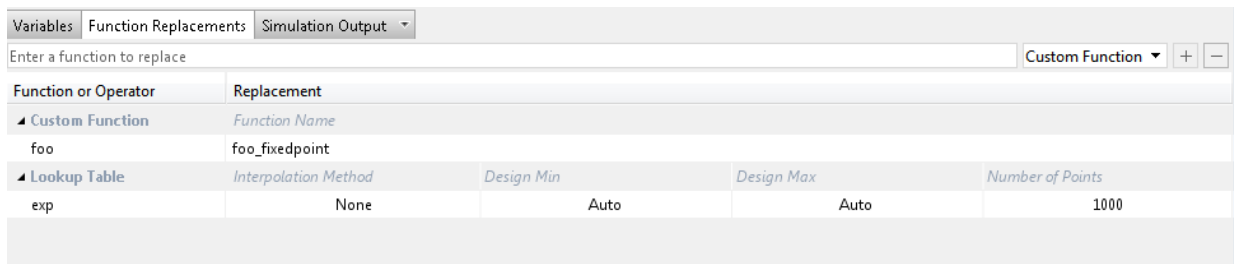 Variables Function Replacements Simulation Output
Enter a function to replace Custom Function + −
Function or Operator Replacement
Custom Function Function Name
foo foo_fixedpoint
Lookup Table Interpolation Method Design Min Design Max Number of Points
exp None Auto Auto 1000